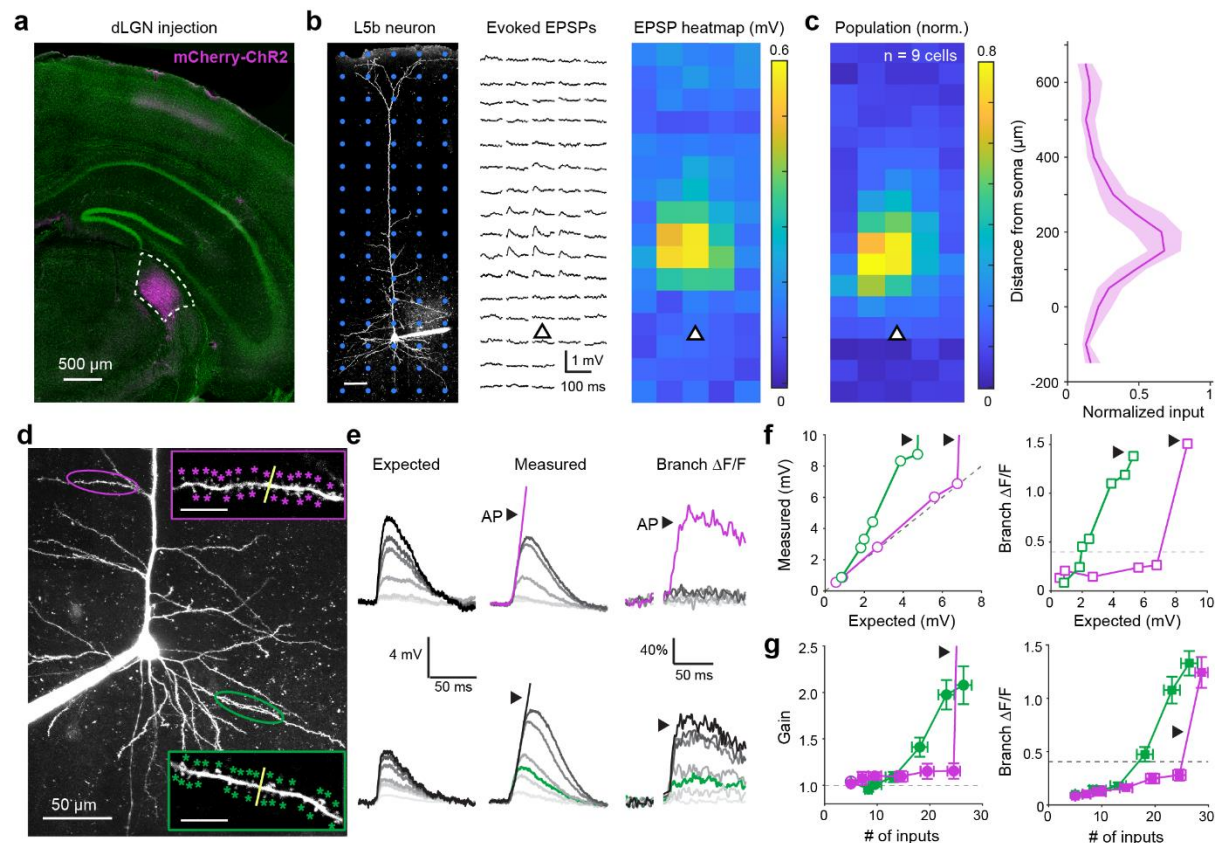 a
dLGN injection
mCherry-ChR2
500 µm
b
L5b neuron
Evoked EPSPs
EPSP heatmap (mV)
0.6
0
1 mV
100 ms
c
Population (norm.)
n = 9 cells
0.8
0
Distance from soma (µm)
600
400
200
0
-200
0
0.5
1
Normalized input
d
50 µm
e
Expected
Measured
Branch ΔF/F
AP
AP
4 mV
50 ms
40%
50 ms
f
Measured (mV)
10
8
6
4
2
0
0
2
4
6
8
Expected (mV)
Branch ΔF/F
1.5
1.0
0.5
0
0
2
4
6
8
10
Expected (mV)
g
Gain
2.5
2.0
1.5
1.0
0
10
20
30
# of inputs
Branch ΔF/F
1.5
1.0
0.5
0
0
10
20
30
# of inputs